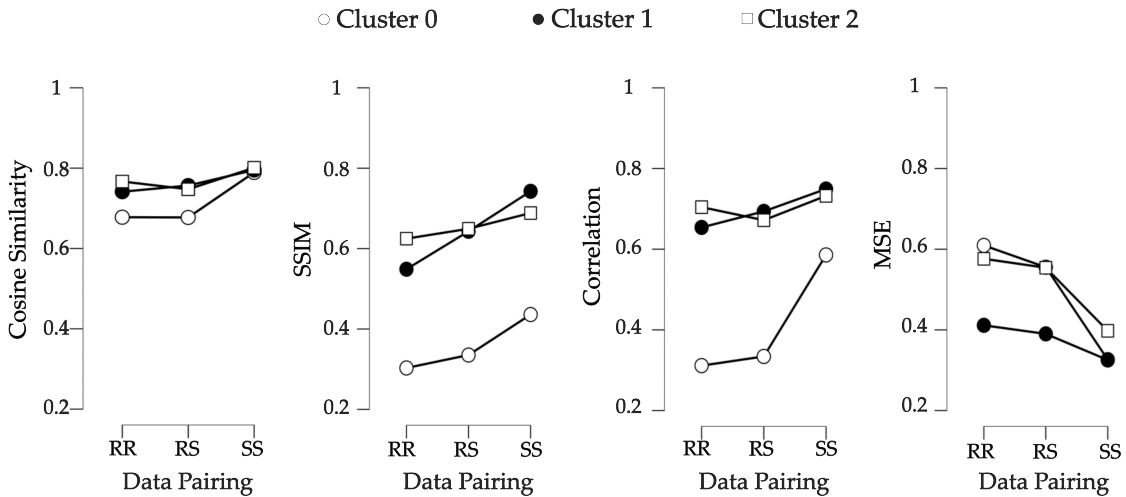 Cluster 0 Cluster 1 Cluster 2
Cosine Similarity
1
0.8
0.6
0.4
0.2
RR RS SS
Data Pairing
SSIM
1
0.8
0.6
0.4
0.2
RR RS SS
Data Pairing
Correlation
1
0.8
0.6
0.4
0.2
RR RS SS
Data Pairing
MSE
1
0.8
0.6
0.4
0.2
RR RS SS
Data Pairing